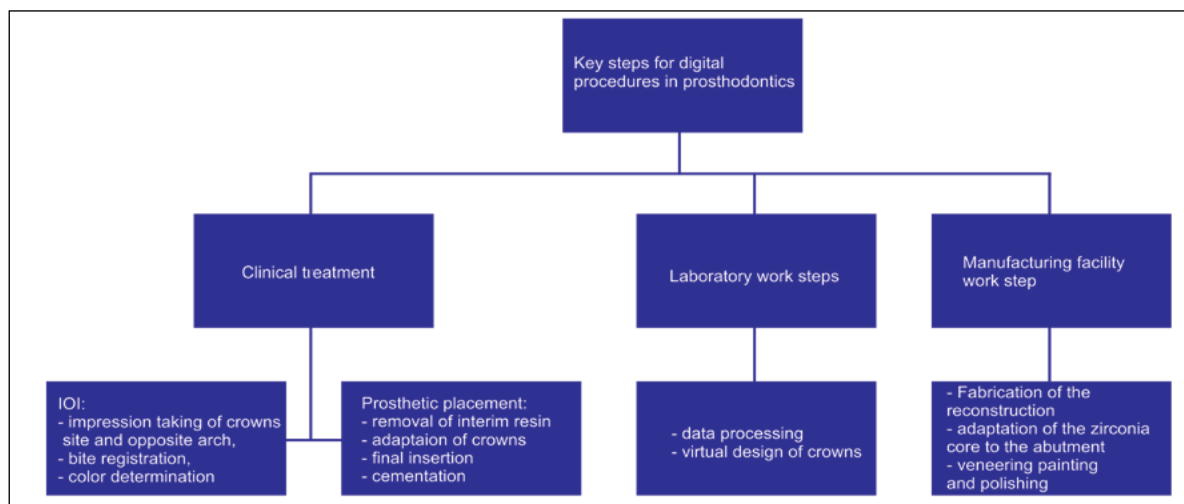 Key steps for digital
procedures in prosthodontics
Clinical treatment
Laboratory work steps
Manufacturing facility
work step
IOI:
- impression taking of crowns
site and opposite arch,
- bite registration,
- color determination
Prosthetic placement:
- removal of interim resin
- adaptaion of crowns
- final insertion
- cementation
- data processing
- virtual design of crowns
- Fabrication of the
reconstruction
- adaptation of the zirconia
core to the abutment
- veneering painting
and polishing